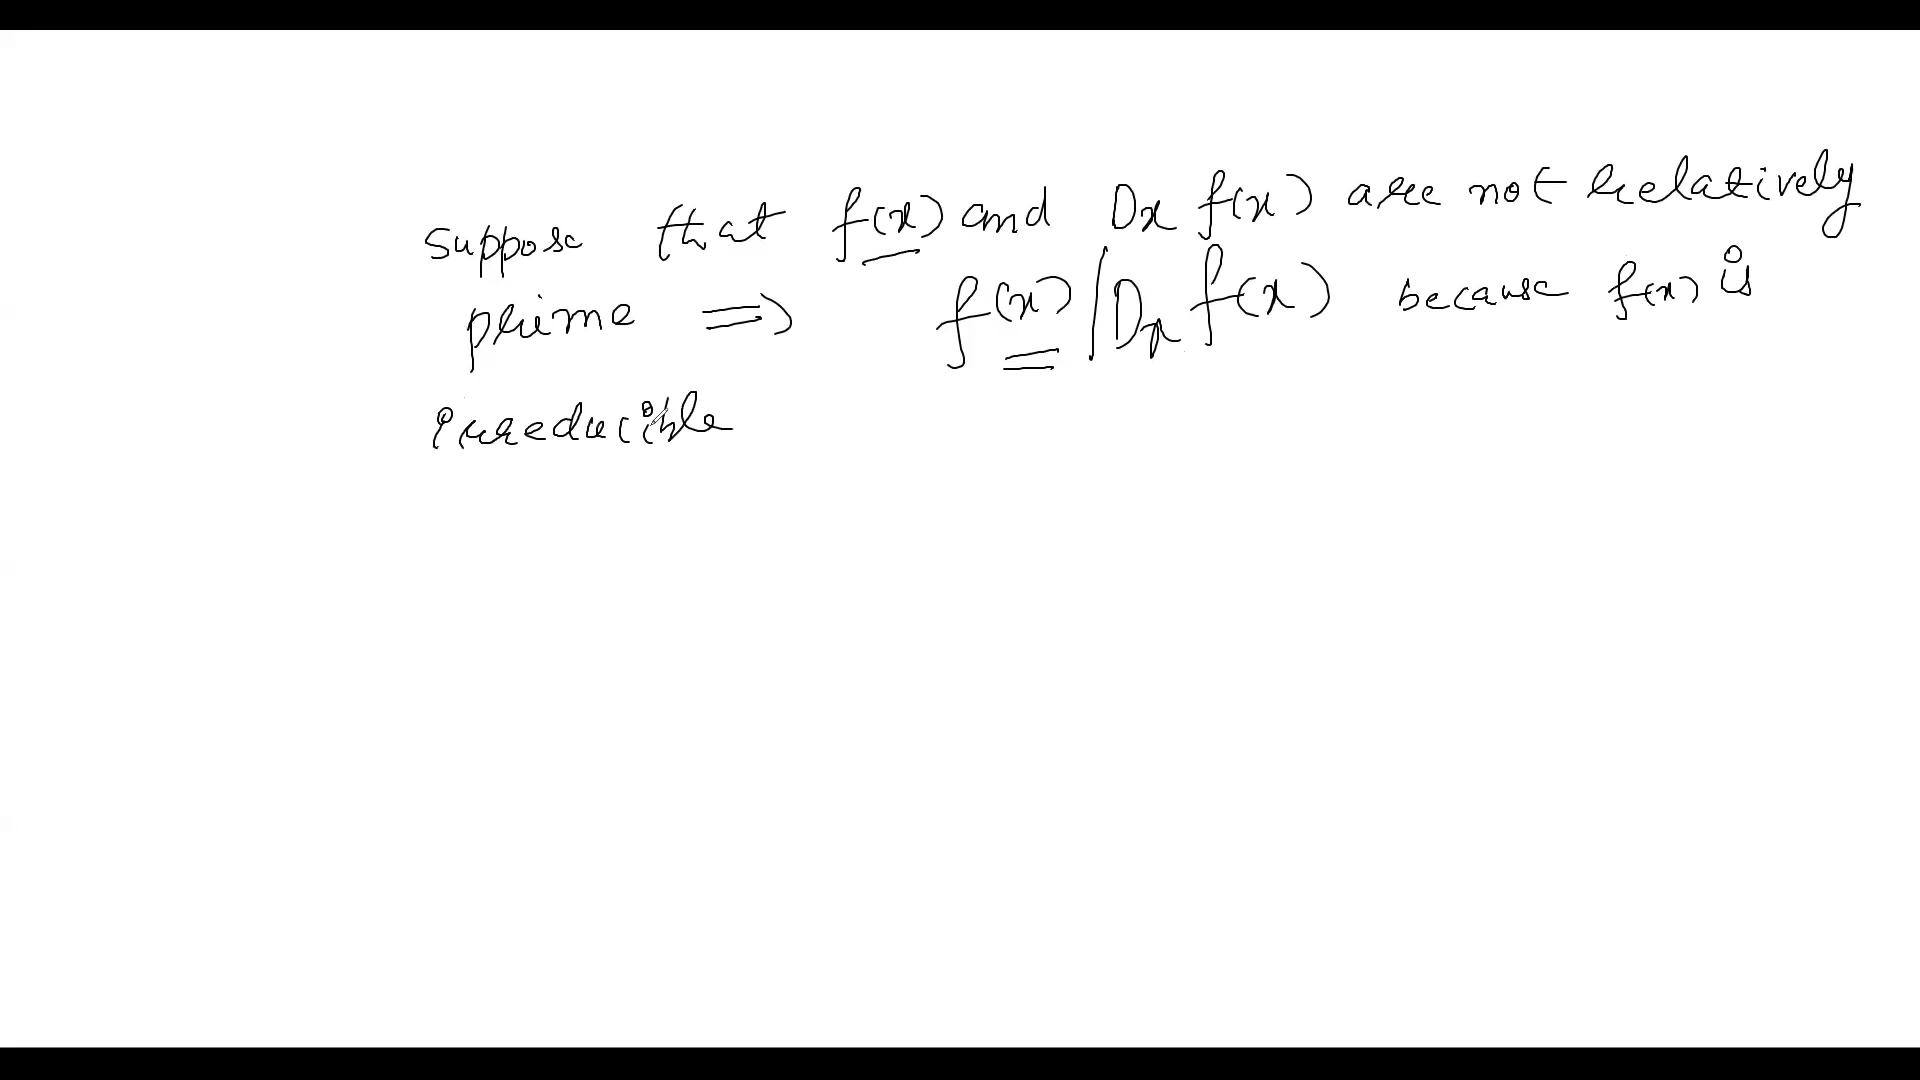 suppose that f(x) and Dx f(x) are not relatively
prime => f(x) | Dx f(x) because f(x) is
irreducible